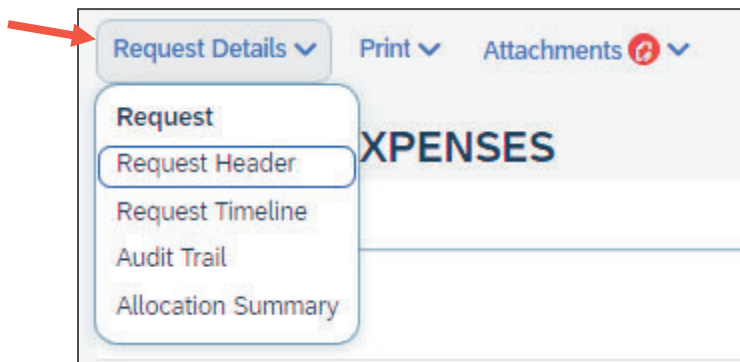 Request Details Print Attachments
Request
XPENSES
Request Header
Request Timeline
Audit Trail
Allocation Summary